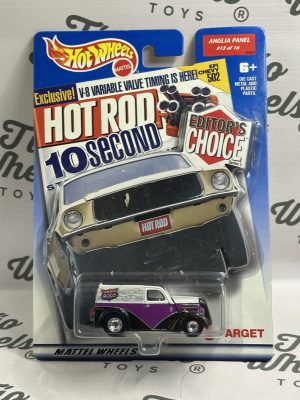 Hot Wheels
MATTEL
ANGLIA PANEL
#13 of 16
6+
DIE CAST
METAL AND
PLASTIC
PARTS.
Exclusive! V-8 VARIABLE VALVE TIMING IS HERE!
EFI
CHEVY
502
HOT ROD
EDITOR'S
CHOICE
10 SECOND
HOT ROD
ARGET
MATTEL WHEELS